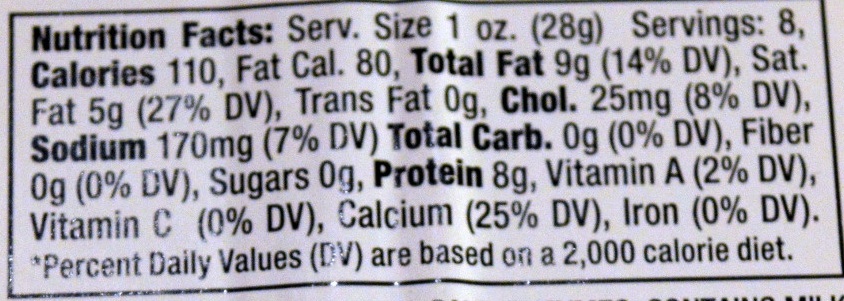 Nutrition Facts: Serv. Size 1 oz. (28g) Servings: 8,
Calories 110, Fat Cal. 80, Total Fat 9g (14% DV), Sat.
Fat 5g (27% DV), Trans Fat 0g, Chol. 25mg (8% DV),
Sodium 170mg (7% DV) Total Carb. 0g (0% DV), Fiber
0g (0% DV), Sugars 0g, Protein 8g, Vitamin A (2% DV),
Vitamin C (0% DV), Calcium (25% DV), Iron (0% DV).
*Percent Daily Values (DV) are based on a 2,000 calorie diet.